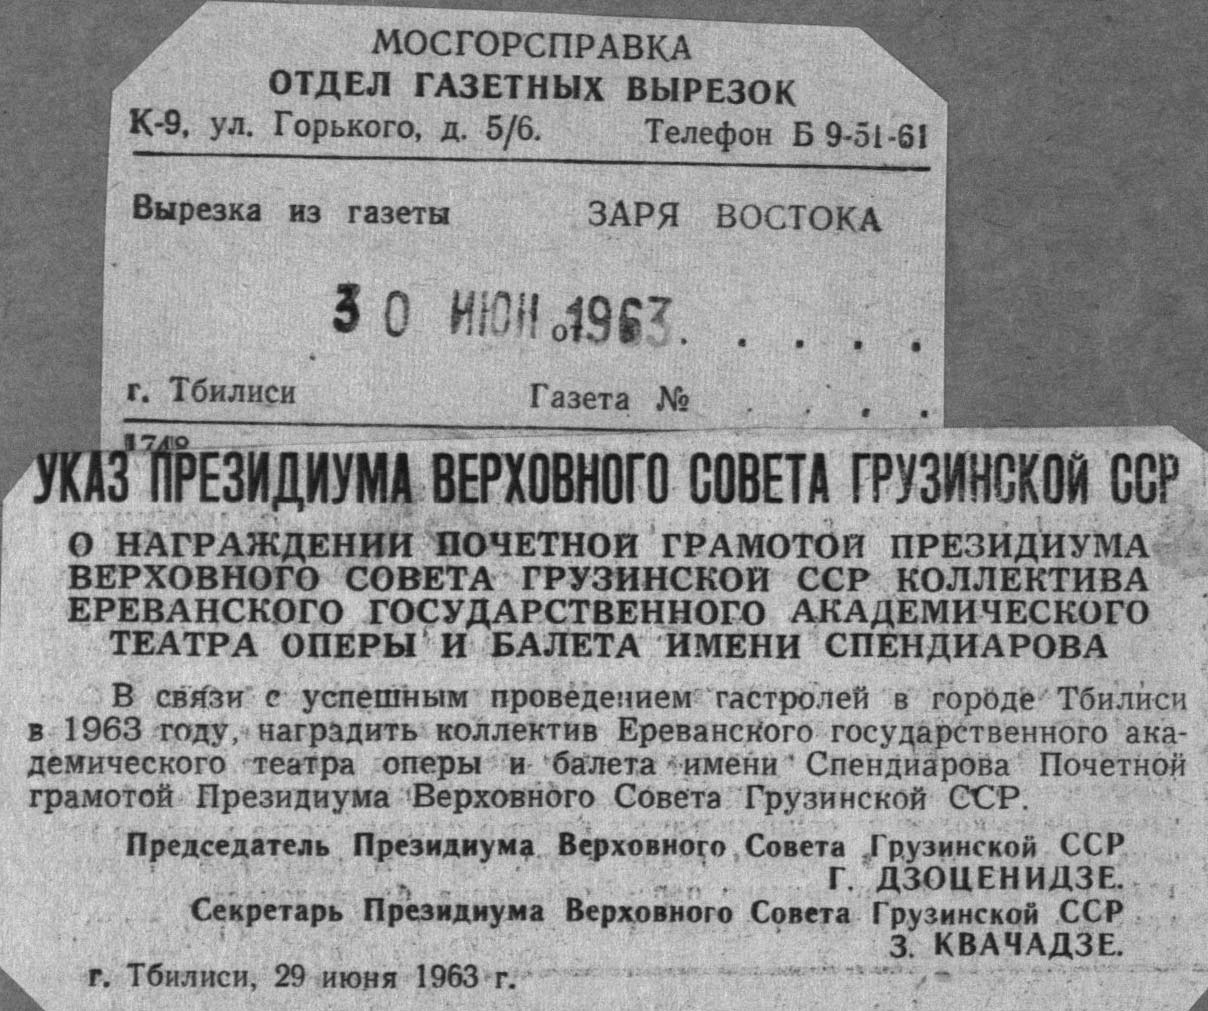 МОСГОРСПРАВКА
ОТДЕЛ ГАЗЕТНЫХ ВЫРЕЗОК
К-9, ул. Горького, д. 5/6. Телефон Б 9-51-61
Вырезка из газеты ЗАРЯ ВОСТОКА
30 ИЮН 1963
от . . . . .
г. Тбилиси Газета № . . . .
1748
УКАЗ ПРЕЗИДИУМА ВЕРХОВНОГО СОВЕТА ГРУЗИНСКОЙ ССР
О НАГРАЖДЕНИИ ПОЧЕТНОЙ ГРАМОТОЙ ПРЕЗИДИУМА
ВЕРХОВНОГО СОВЕТА ГРУЗИНСКОЙ ССР КОЛЛЕКТИВА
ЕРЕВАНСКОГО ГОСУДАРСТВЕННОГО АКАДЕМИЧЕСКОГО
ТЕАТРА ОПЕРЫ И БАЛЕТА ИМЕНИ СПЕНДИАРОВА
В связи с успешным проведением гастролей в городе Тбилиси
в 1963 году, наградить коллектив Ереванского государственного ака-
демического театра оперы и балета имени Спендиарова Почетной
грамотой Президиума Верховного Совета Грузинской ССР.
Председатель Президиума Верховного Совета Грузинской ССР
Г. ДЗОЦЕНИДЗЕ.
Секретарь Президиума Верховного Совета Грузинской ССР
З. КВАЧАДЗЕ.
г. Тбилиси, 29 июня 1963 г.